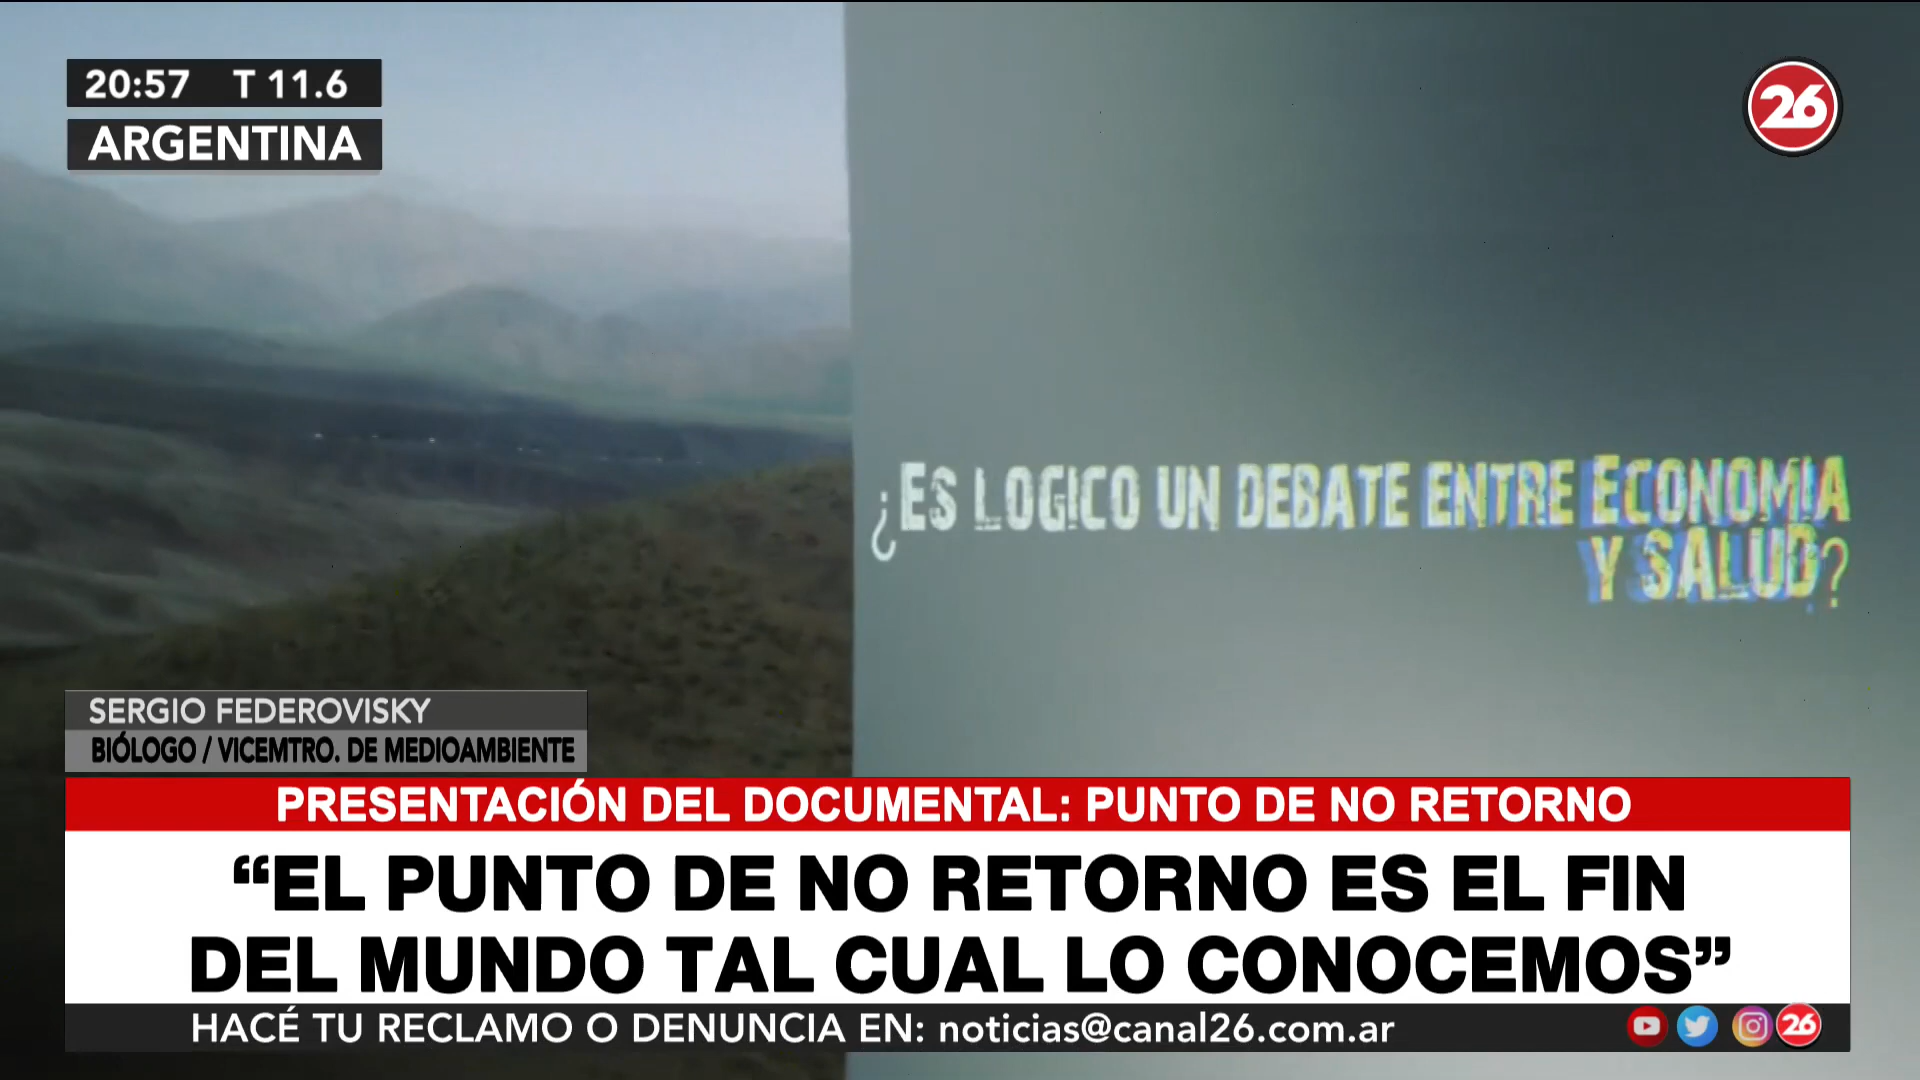 20:57 T 11.6
ARGENTINA
26
¿ES LOGICO UN DEBATE ENTRE ECONOMIA
Y SALUD?
SERGIO FEDEROVISKY
BIÓLOGO / VICEMTRO. DE MEDIOAMBIENTE
PRESENTACIÓN DEL DOCUMENTAL: PUNTO DE NO RETORNO
“EL PUNTO DE NO RETORNO ES EL FIN
DEL MUNDO TAL CUAL LO CONOCEMOS”
HACÉ TU RECLAMO O DENUNCIA EN: noticias@canal26.com.ar
26